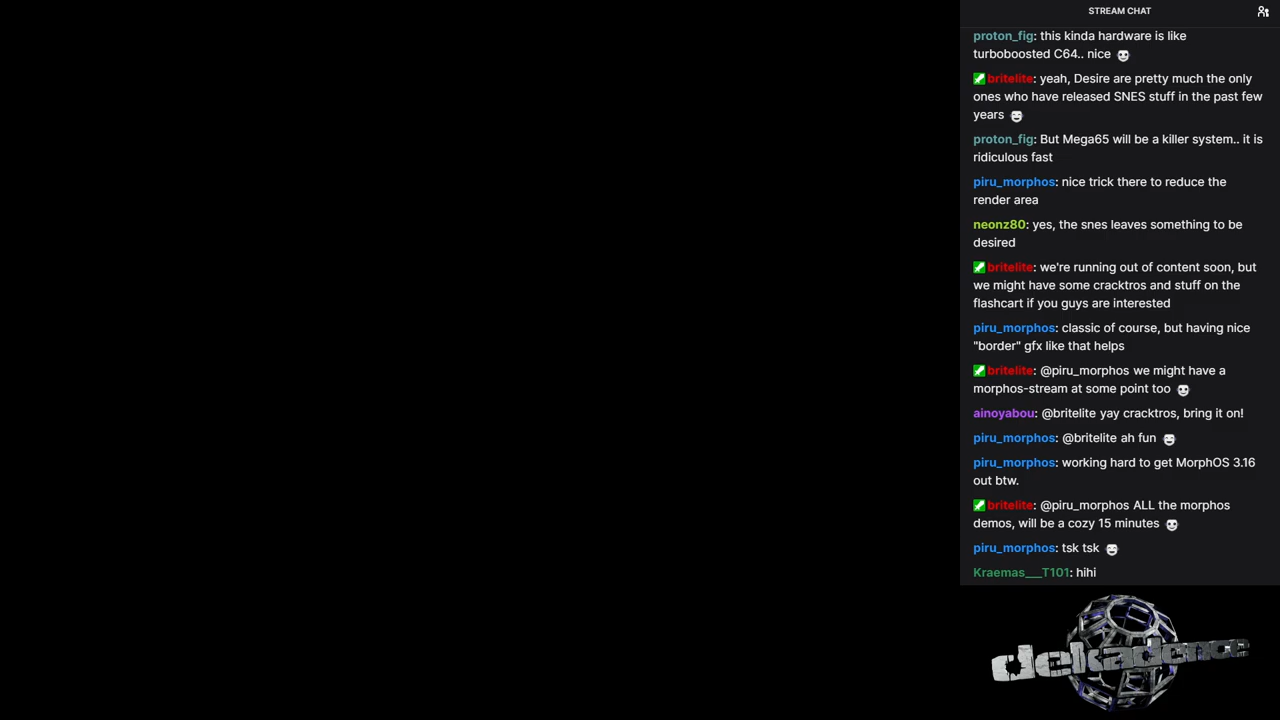 STREAM CHAT
proton_fig: this kinda hardware is like
turboboosted C64.. nice
britelite: yeah, Desire are pretty much the only
ones who have released SNES stuff in the past few
years
proton_fig: But Mega65 will be a killer system.. it is
ridiculous fast
piru_morphos: nice trick there to reduce the
render area
neonz80: yes, the snes leaves something to be
desired
britelite: we're running out of content soon, but
we might have some cracktros and stuff on the
flashcart if you guys are interested
piru_morphos: classic of course, but having nice
"border" gfx like that helps
britelite: @piru_morphos we might have a
morphos-stream at some point too
ainoyabou: @britelite yay cracktros, bring it on!
piru_morphos: @britelite ah fun
piru_morphos: working hard to get MorphOS 3.16
out btw.
britelite: @piru_morphos ALL the morphos
demos, will be a cozy 15 minutes
piru_morphos: tsk tsk
Kraemas___T101: hihi
dekadence